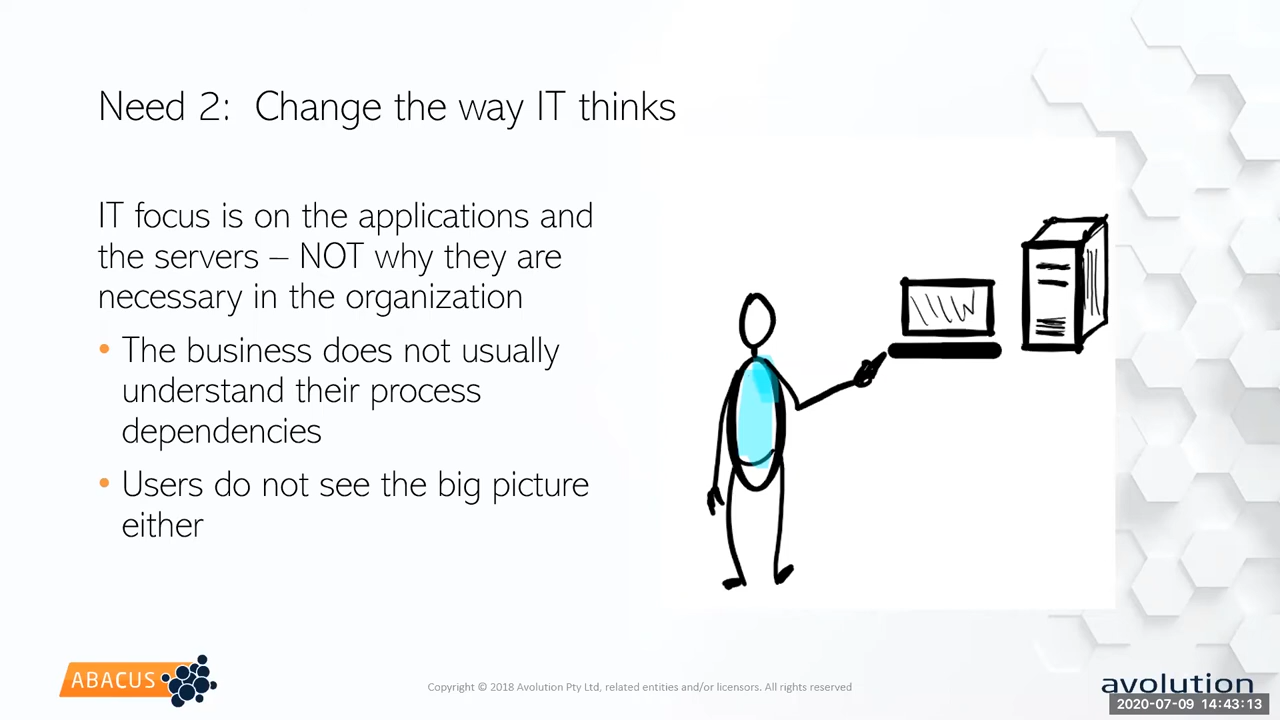 Need 2:  Change the way IT thinks
IT focus is on the applications and
the servers – NOT why they are
necessary in the organization
• The business does not usually
understand their process
dependencies
• Users do not see the big picture
either
ABACUS
Copyright © 2018 Avolution Pty Ltd, related entities and/or licensors. All rights reserved
avolution
2020-07-09 14:43:13